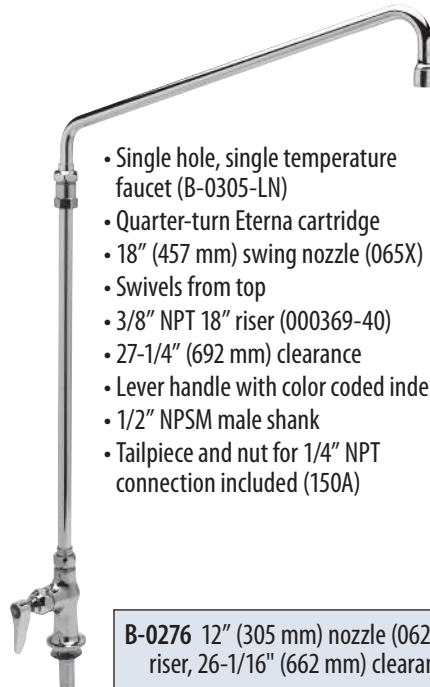 • Single hole, single temperature
faucet (B-0305-LN)
• Quarter-turn Eterna cartridge
• 18" (457 mm) swing nozzle (065X)
• Swivels from top
• 3/8" NPT 18" riser (000369-40)
• 27-1/4" (692 mm) clearance
• Lever handle with color coded
• 1/2" NPSM male shank
• Tailpiece and nut for 1/4" NPT
connection included (150A)
B-0276 12" (305 mm) nozzle
riser, 26-1/16" (662 mm)